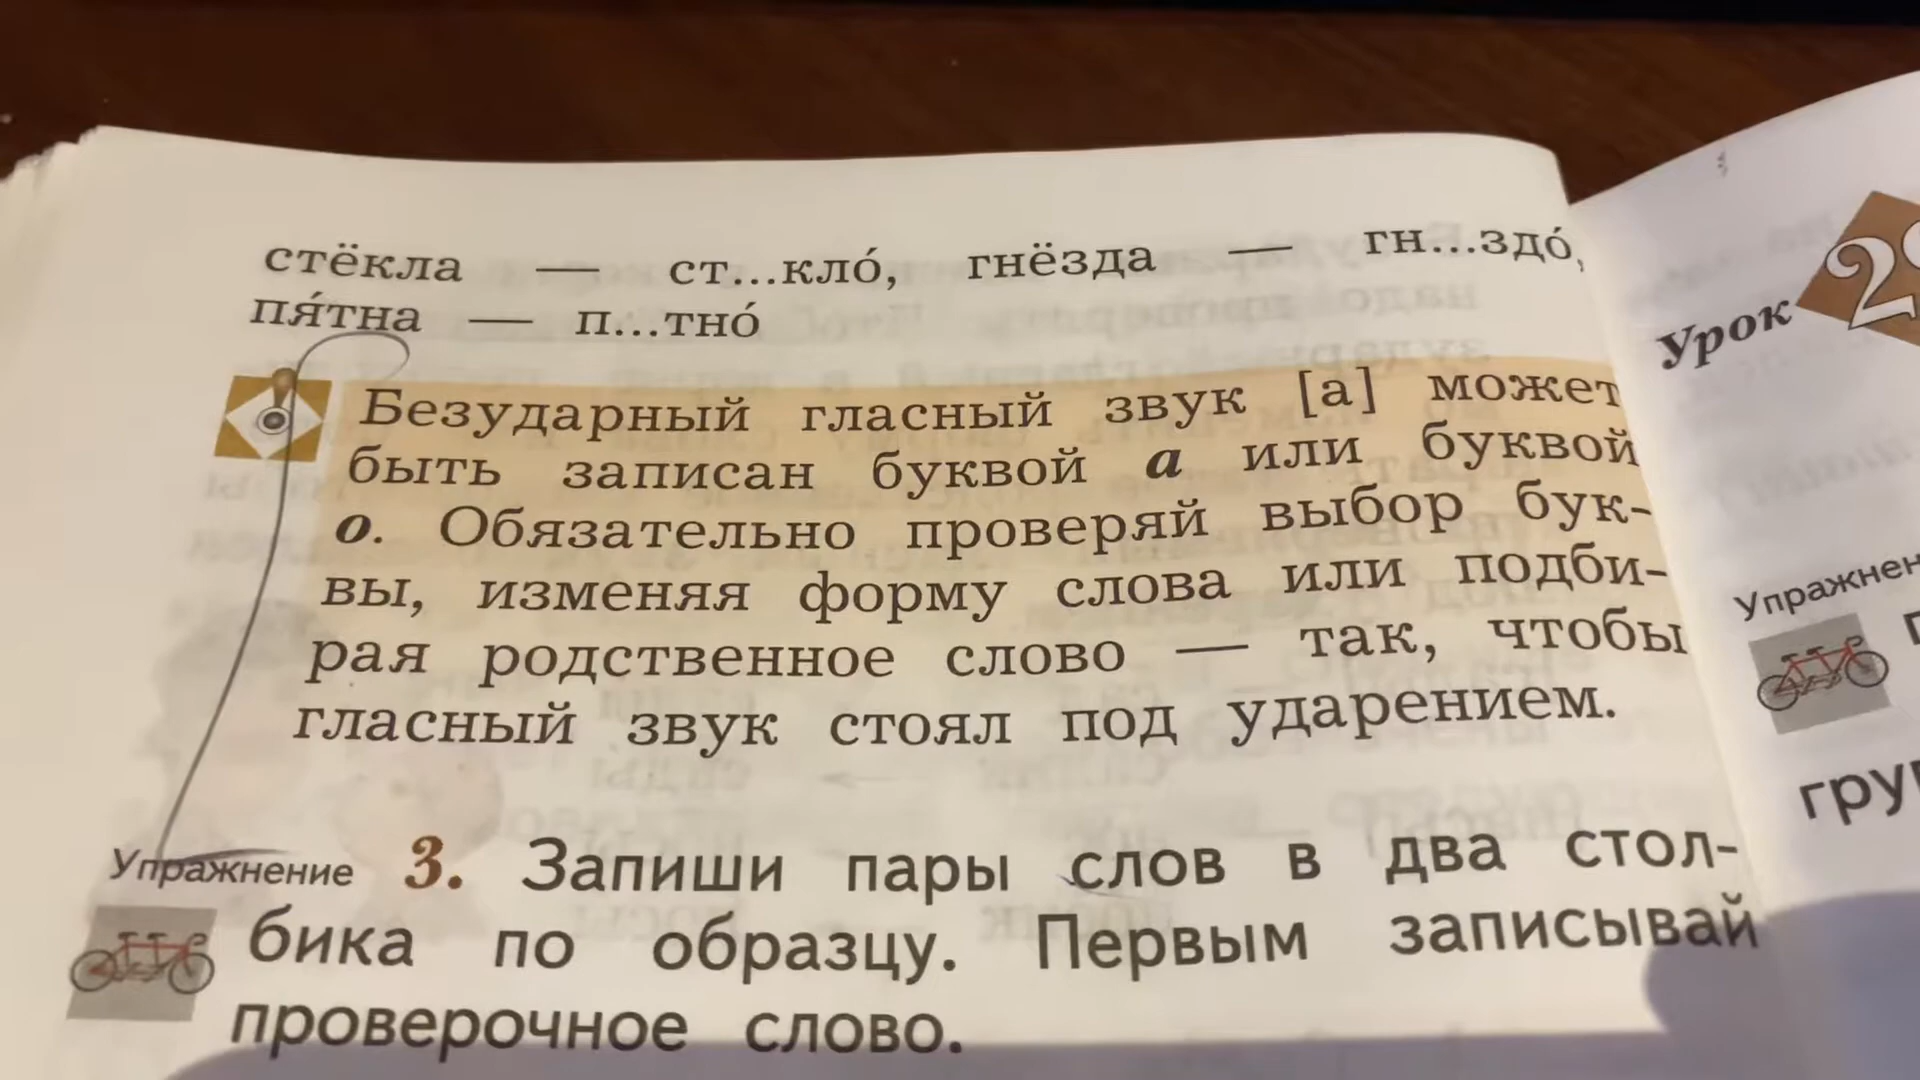 стёкла — ст...кло́, гнёзда — гн...здо́,
пя́тна — п...тно́
Безударный гласный звук [а] может
быть записан буквой а или буквой
о. Обязательно проверяй выбор бук-
вы, изменяя форму слова или подби-
рая родственное слово — так, чтобы
гласный звук стоял под ударением.
Упражнение 3. Запиши пары слов в два стол-
бика по образцу. Первым записывай
проверочное слово.
Урок